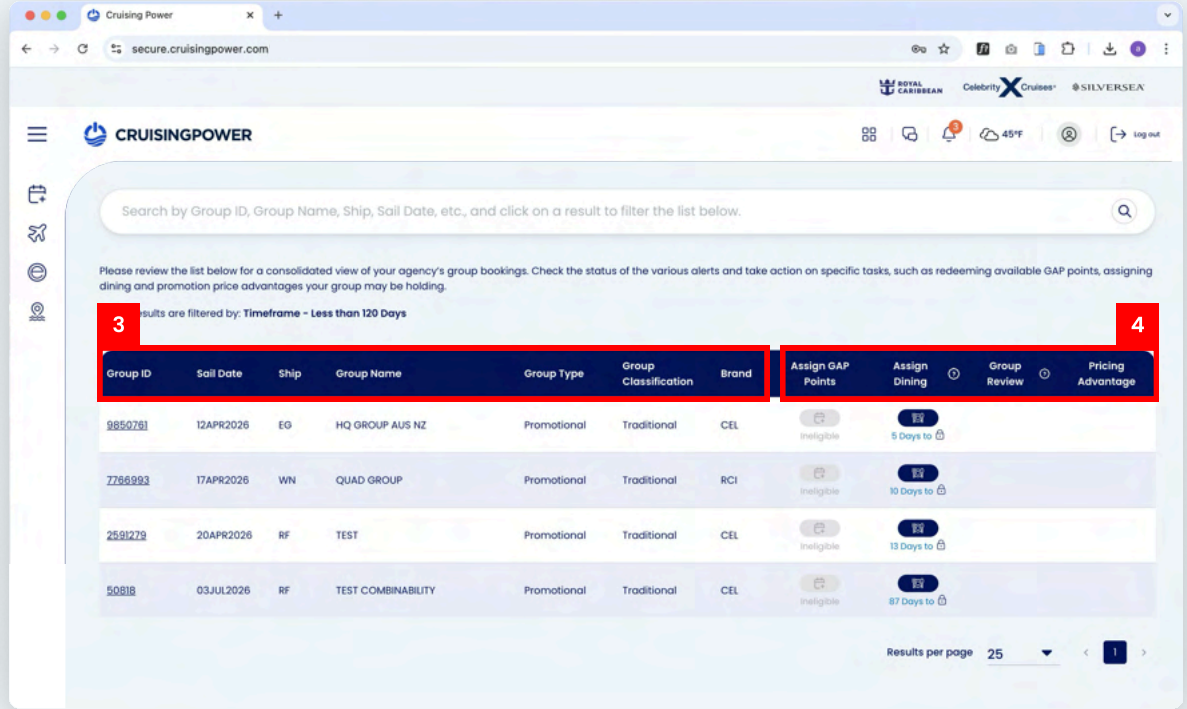 Cruising Power
secure.cruisingpower.com
ROYAL CARIBBEAN
Celebrity X Cruises
SILVERSEA
CRUISINGPOWER
3
45°F
Log out
Search by Group ID, Group Name, Ship, Sail Date, etc., and click on a result to filter the list below.
Please review the list below for a consolidated view of your agency's group bookings. Check the status of the various alerts and take action on specific tasks, such as redeeming available GAP points, assigning
dining and promotion price advantages your group may be holding.
esults are filtered by: Timeframe - Less than 120 Days
3
4
Group ID Sail Date Ship Group Name Group Type Group Classification Brand Assign GAP Points Assign Dining Group Review Pricing Advantage
9850761 12APR2026 EG HQ GROUP AUS NZ Promotional Traditional CEL Ineligible 5 Days to
7766993 17APR2026 WN QUAD GROUP Promotional Traditional RCI Ineligible 10 Days to
2591279 20APR2026 RF TEST Promotional Traditional CEL Ineligible 13 Days to
50818 03JUL2026 RF TEST COMBINABILITY Promotional Traditional CEL Ineligible 87 Days to
Results per page 25 1